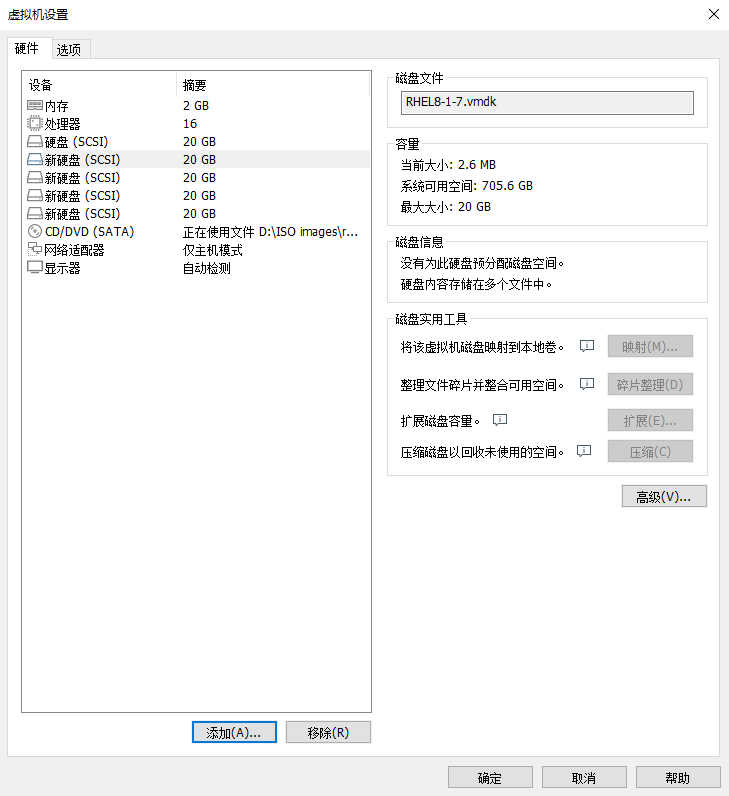 虚拟机设置
硬件 选项
设备 摘要
内存 2 GB
处理器 16
硬盘 (SCSI) 20 GB
新硬盘 (SCSI) 20 GB
新硬盘 (SCSI) 20 GB
新硬盘 (SCSI) 20 GB
新硬盘 (SCSI) 20 GB
CD/DVD (SATA) 正在使用文件 D:\ISO images\r...
网络适配器 仅主机模式
显示器 自动检测
添加(A)... 移除(R)
磁盘文件
RHEL8-1-7.vmdk
容量
当前大小: 2.6 MB
系统可用空间: 705.6 GB
最大大小: 20 GB
磁盘信息
没有为此硬盘预分配磁盘空间。
硬盘内容存储在多个文件中。
磁盘实用工具
将该虚拟机磁盘映射到本地卷。 映射(M)...
整理文件碎片并整合可用空间。 碎片整理(D)
扩展磁盘容量。 扩展(E)...
压缩磁盘以回收未使用的空间。 压缩(C)
高级(V)...
确定 取消 帮助